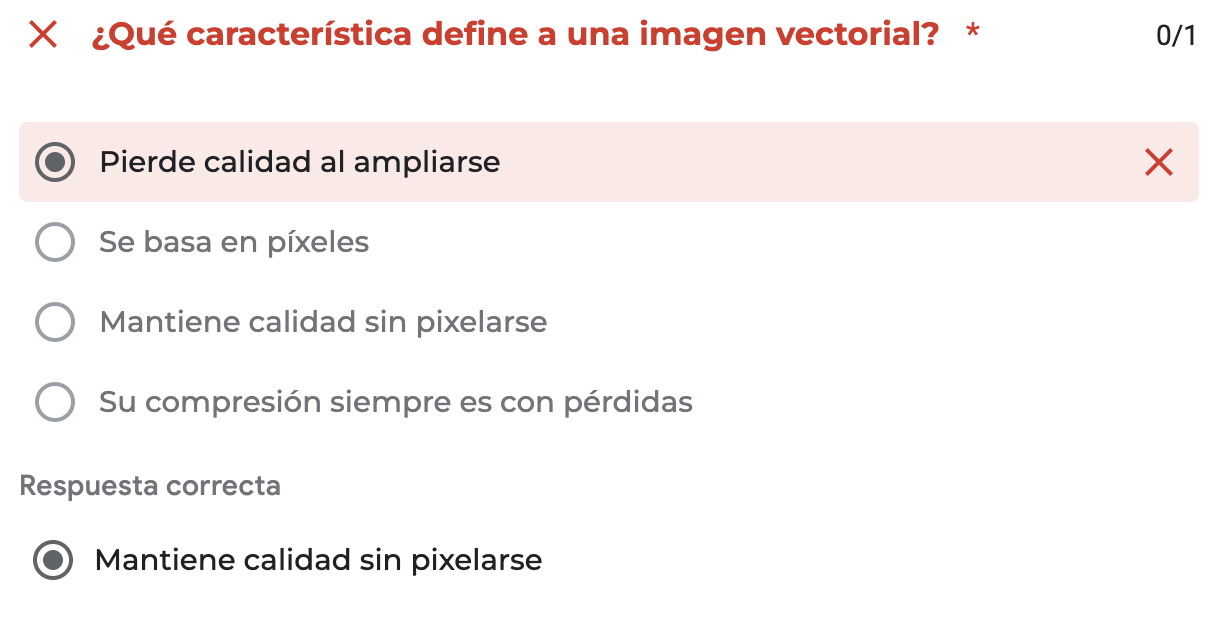 ¿Qué característica define a una imagen vectorial? * 0/1
Pierde calidad al ampliarse
Se basa en píxeles
Mantiene calidad sin pixelarse
Su compresión siempre es con pérdidas
Respuesta correcta
Mantiene calidad sin pixelarse